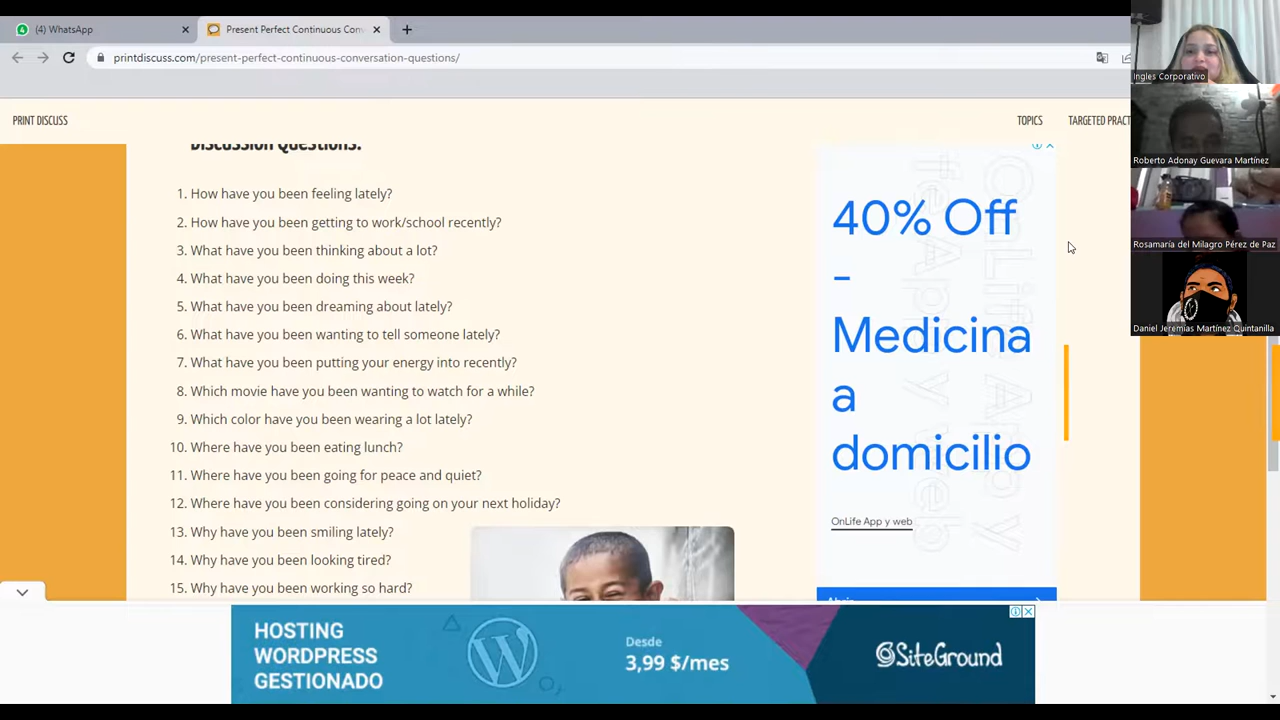 (4) WhatsApp
Present Perfect Continuous Con
printdiscuss.com/present-perfect-continuous-conversation-questions/
PRINT DISCUSS
TOPICS
TARGETED PRACT
Discussion Questions:
1. How have you been feeling lately?
2. How have you been getting to work/school recently?
3. What have you been thinking about a lot?
4. What have you been doing this week?
5. What have you been dreaming about lately?
6. What have you been wanting to tell someone lately?
7. What have you been putting your energy into recently?
8. Which movie have you been wanting to watch for a while?
9. Which color have you been wearing a lot lately?
10. Where have you been eating lunch?
11. Where have you been going for peace and quiet?
12. Where have you been considering going on your next holiday?
13. Why have you been smiling lately?
14. Why have you been looking tired?
15. Why have you been working so hard?
40% Off
-
Medicina
a
domicilio
OnLife App y web
Abrir
HOSTING
WORDPRESS
GESTIONADO
Desde
3,99 $/mes
SiteGround
Ingles Corporativo
Roberto Adonay Guevara Martínez
Rosamaría del Milagro Pérez de Paz
Daniel Jeremías Martínez Quintanilla